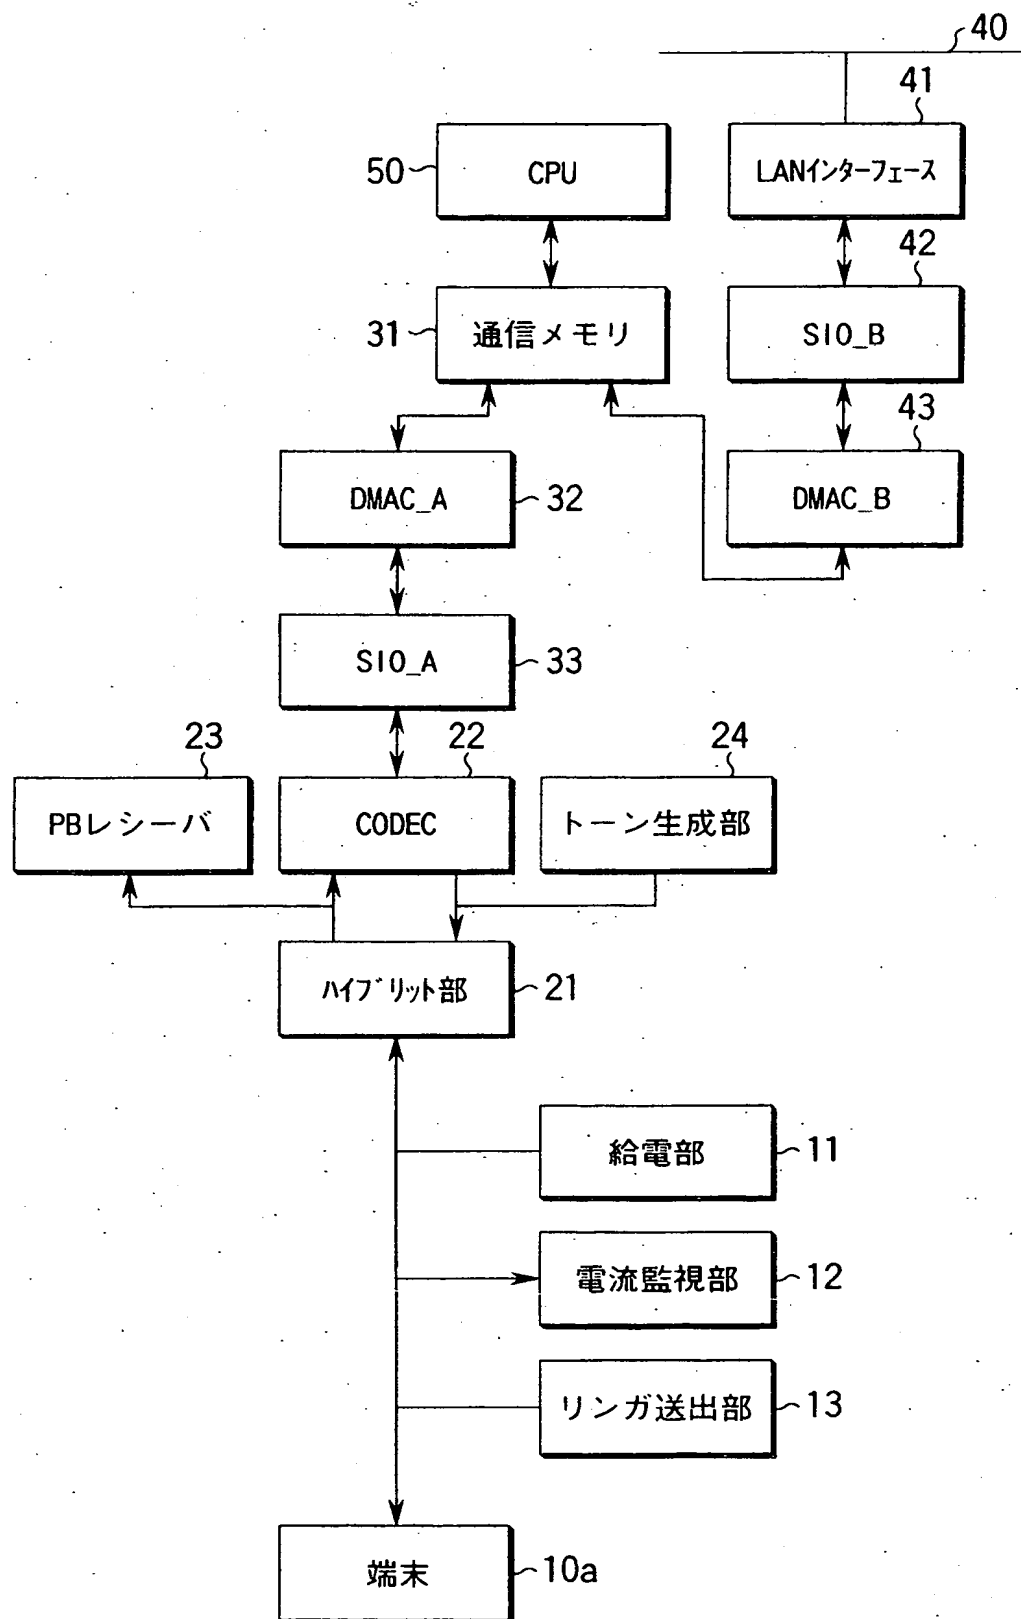 40
41
50
CPU
LANインターフェース
42
31
通信メモリ
SIO_B
43
DMAC_A
32
DMAC_B
SIO_A
33
23
22
24
PBレシーバ
CODEC
トーン生成部
ハイブリット部
21
給電部
11
電流監視部
12
リンガ送出部
13
端末
10a